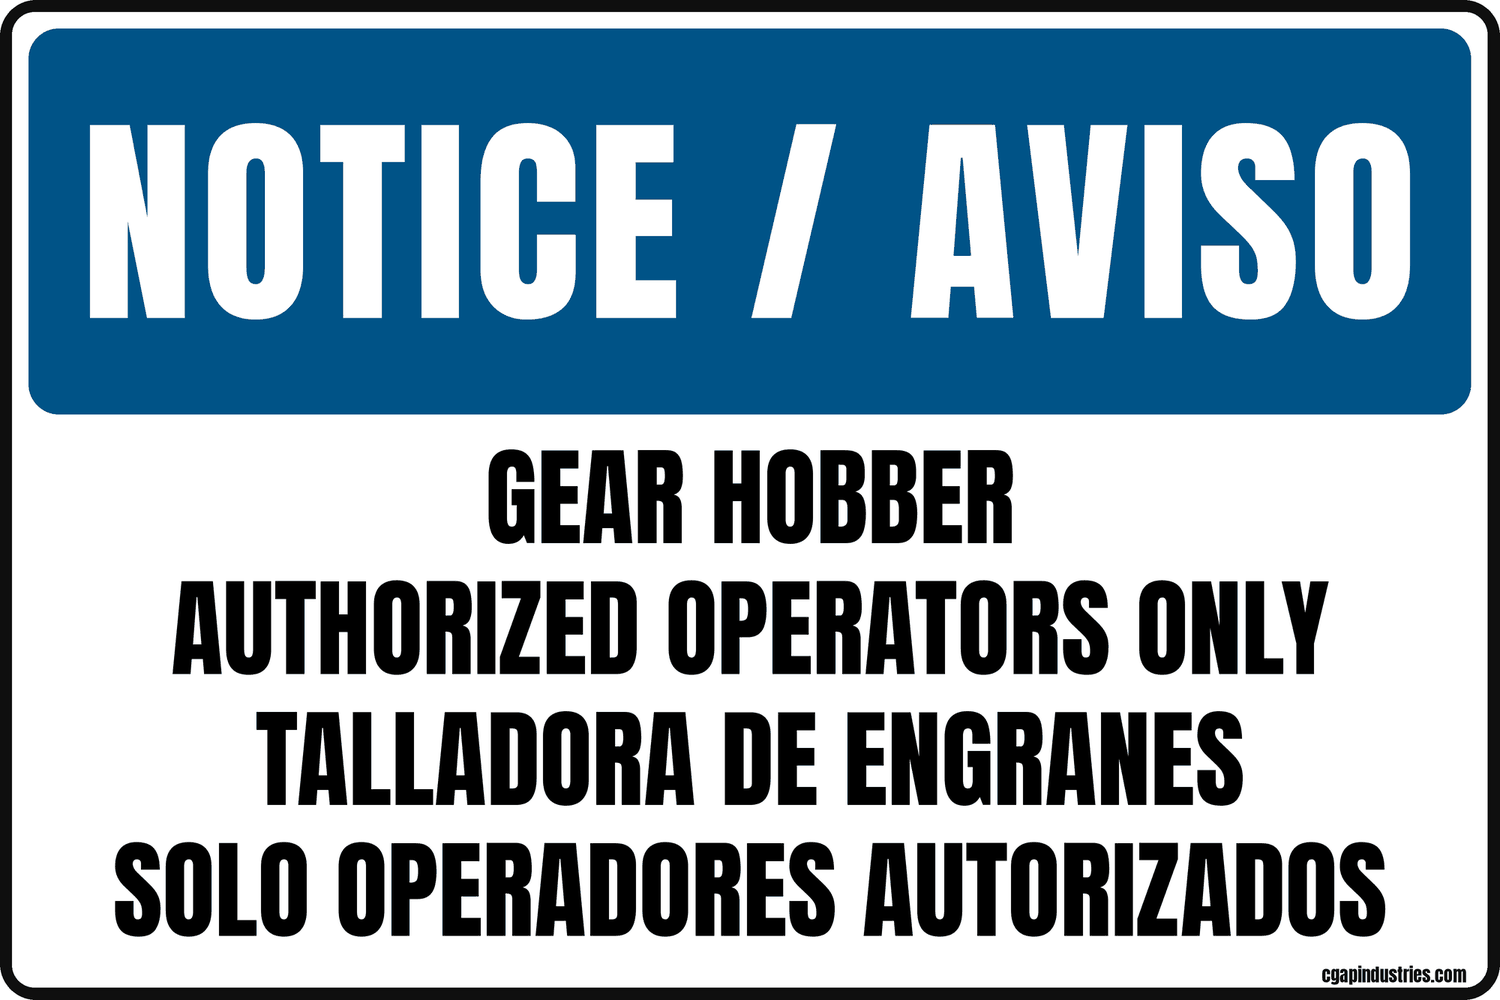 NOTICE / AVISO
GEAR HOBBER
AUTHORIZED OPERATORS ONLY
TALLADORA DE ENGRANES
SOLO OPERADORES AUTORIZADOS
cgapindustries.com